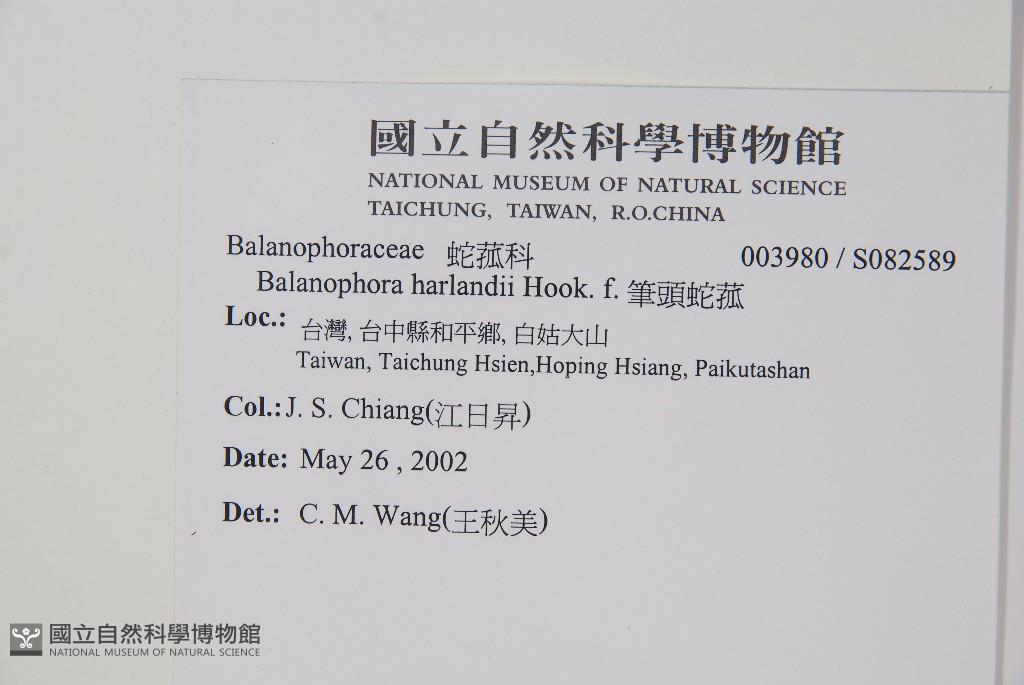 國立自然科學博物館
NATIONAL MUSEUM OF NATURAL SCIENCE
TAICHUNG, TAIWAN, R.O.CHINA
Balanophoraceae 蛇菰科 003980 / S082589
Balanophora harlandii Hook. f. 筆頭蛇菰
Loc.: 台灣, 台中縣和平鄉, 白姑大山
Taiwan, Taichung Hsien,Hoping Hsiang, Paikutashan
Col.: J. S. Chiang(江日昇)
Date: May 26 , 2002
Det.: C. M. Wang(王秋美)
國立自然科學博物館
NATIONAL MUSEUM OF NATURAL SCIENCE